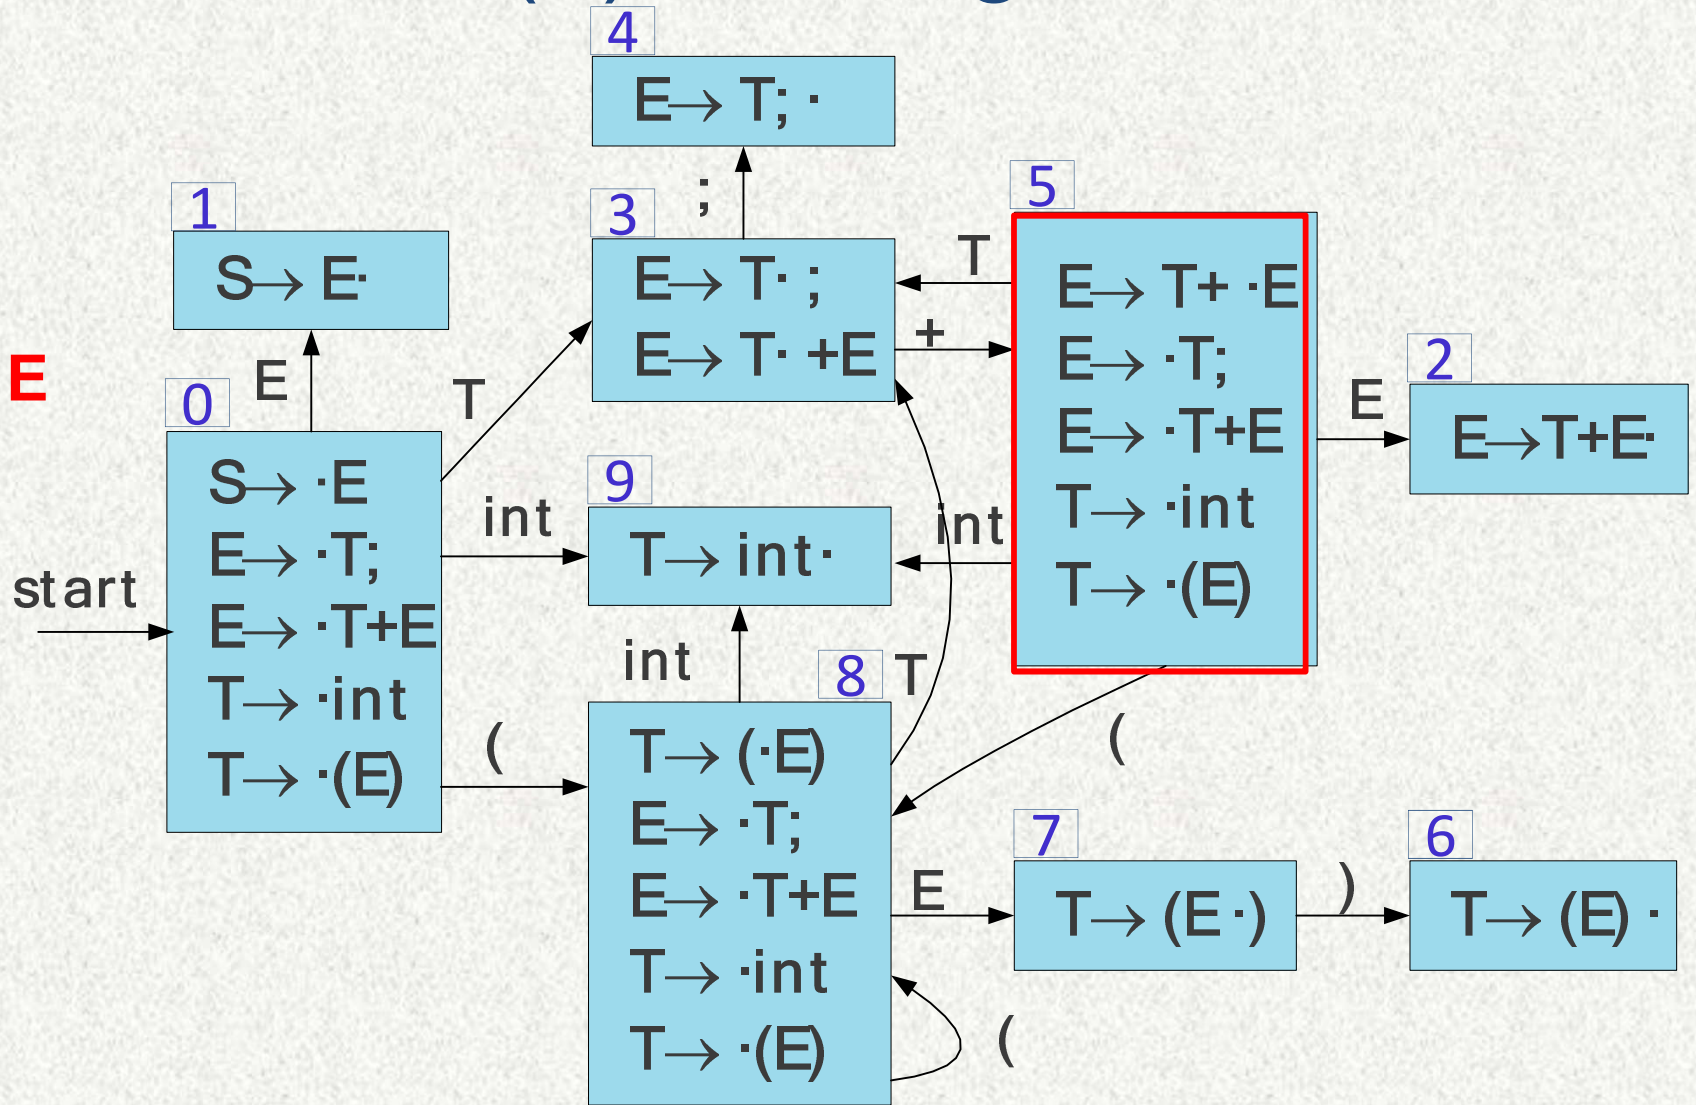 4
E→ T; ·
;
1
S→ E·
3
E→ T· ;
E→ T· +E
T
+
5
E→ T+ ·E
E→ ·T;
E→ ·T+E
T→ ·int
T→ ·(E)
E
2
E→T+E·
E
E
T
0
S→ ·E
E→ ·T;
E→ ·T+E
T→ ·int
T→ ·(E)
start
int
9
T→ int·
int
int
8
T
(
(
T→ (·E)
E→ ·T;
E→ ·T+E
T→ ·int
T→ ·(E)
E
7
T→ (E ·)
)
6
T→ (E) ·
(